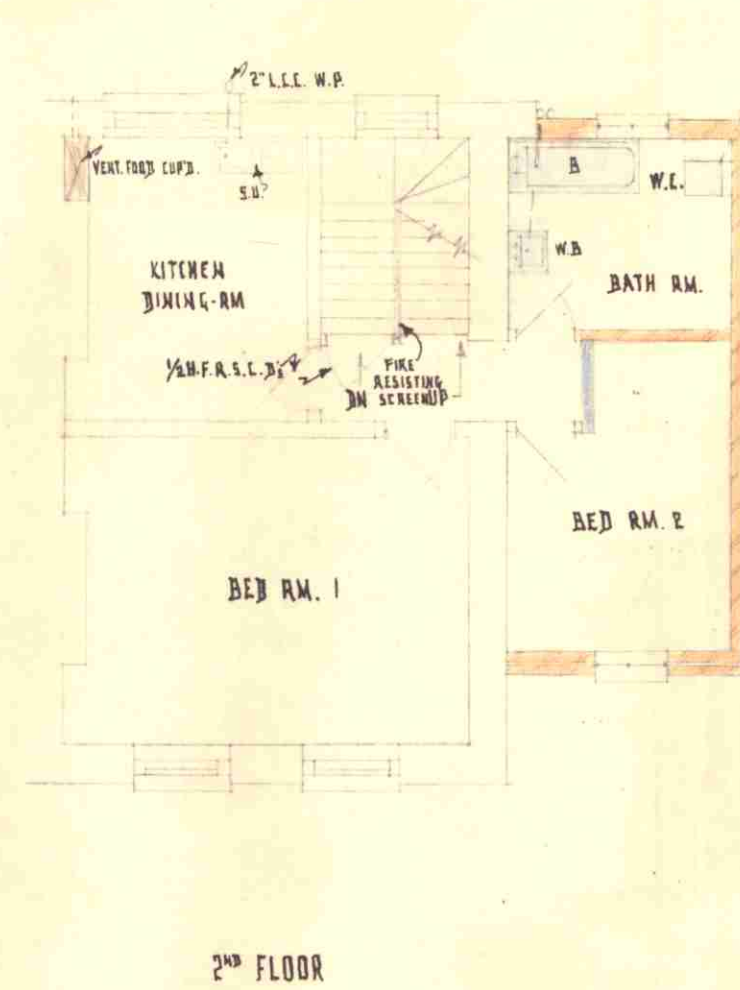 2" L.C.C. W.P.
VENT. FOOD CUP'D.
S.U.
B
W.C.
W.B
KITCHEN
DINING-RM
BATH RM.
1/2 H.F.R.S.C. D's
FIRE
RESISTING
SCREEN
DN
UP
BED RM. 2
BED RM. 1
2ND FLOOR